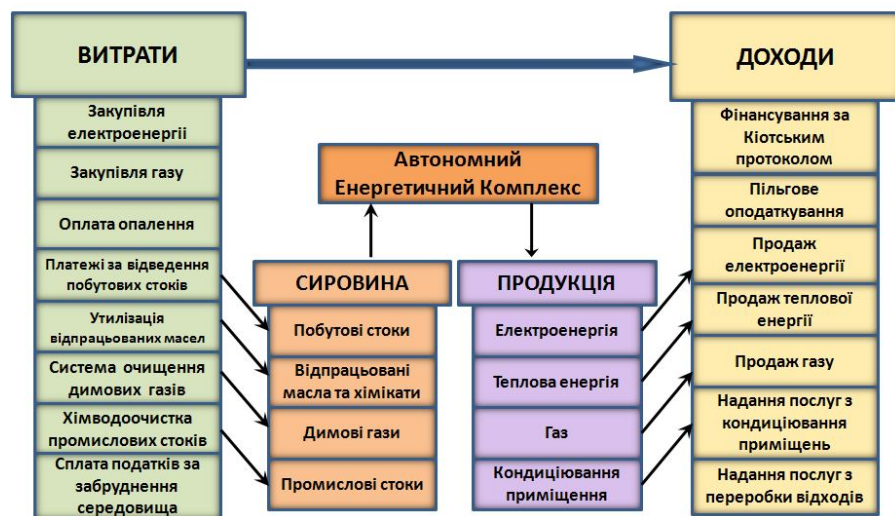 ВИТРАТИ
Закупівля
електроенергії
Закупівля газу
Оплата опалення
Платежі за відведення
побутових стоків
Утилізація
відпрацьованих масел
Система очищення
димових газів
Хімводоочистка
промислових стоків
Сплата податків за
забруднення
середовища
Автономний
Енергетичний Комплекс
СИРОВИНА
Побутові стоки
Відпрацьовані
масла та хімікати
Димові гази
Промислові стоки
ПРОДУКЦІЯ
Електроенергія
Теплова енергія
Газ
Кондиціювання
приміщення
ДОХОДИ
Фінансування за
Кіотським
протоколом
Пільгове
оподаткування
Продаж
електроенергії
Продаж теплової
енергії
Продаж газу
Надання послуг з
кондиціювання
приміщень
Надання послуг з
переробки відходів